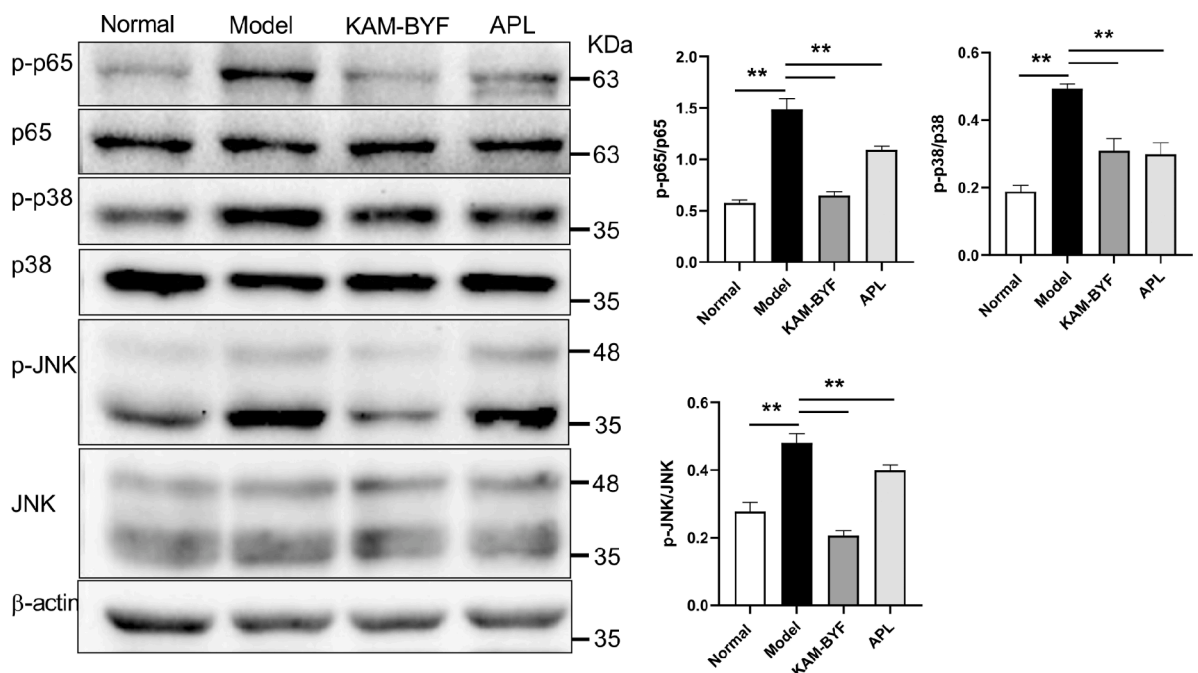 Normal Model KAM-BYF APL
KDa
p-p65
63
p65
63
p-p38
35
p38
35
p-JNK
48
35
JNK
48
35
β-actin
35
p-p65/p65
2.0
1.5
1.0
0.5
0.0
**
**
Normal
Model
KAM-BYF
APL
p-p38/p38
0.6
0.4
0.2
0.0
**
**
Normal
Model
KAM-BYF
APL
p-JNK/JNK
0.6
0.4
0.2
0.0
**
**
Normal
Model
KAM-BYF
APL